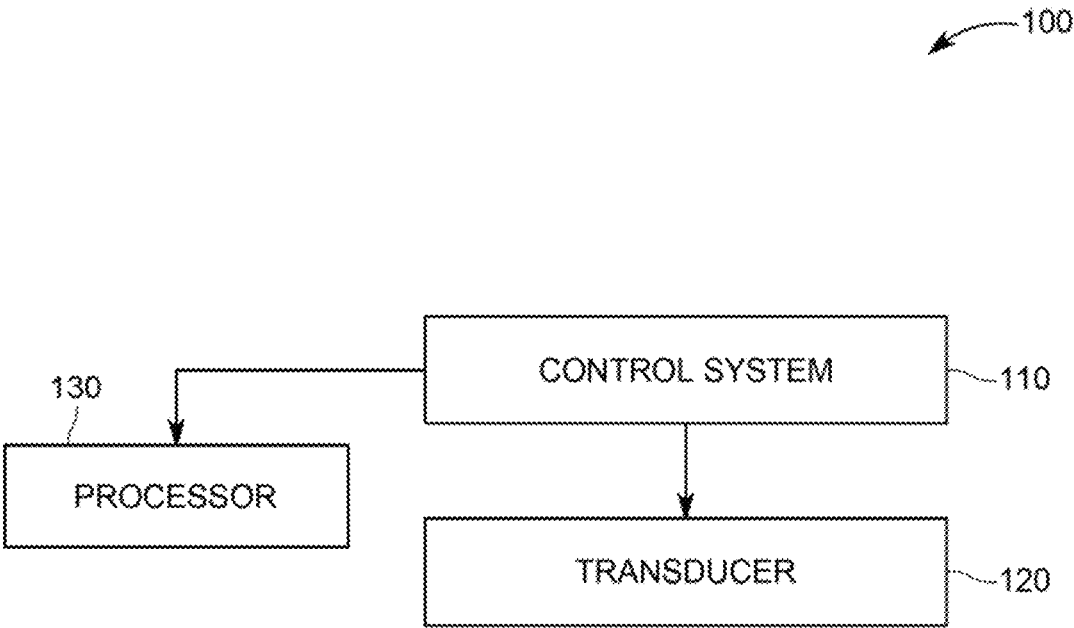 100
CONTROL SYSTEM
110
130
PROCESSOR
TRANSDUCER
120